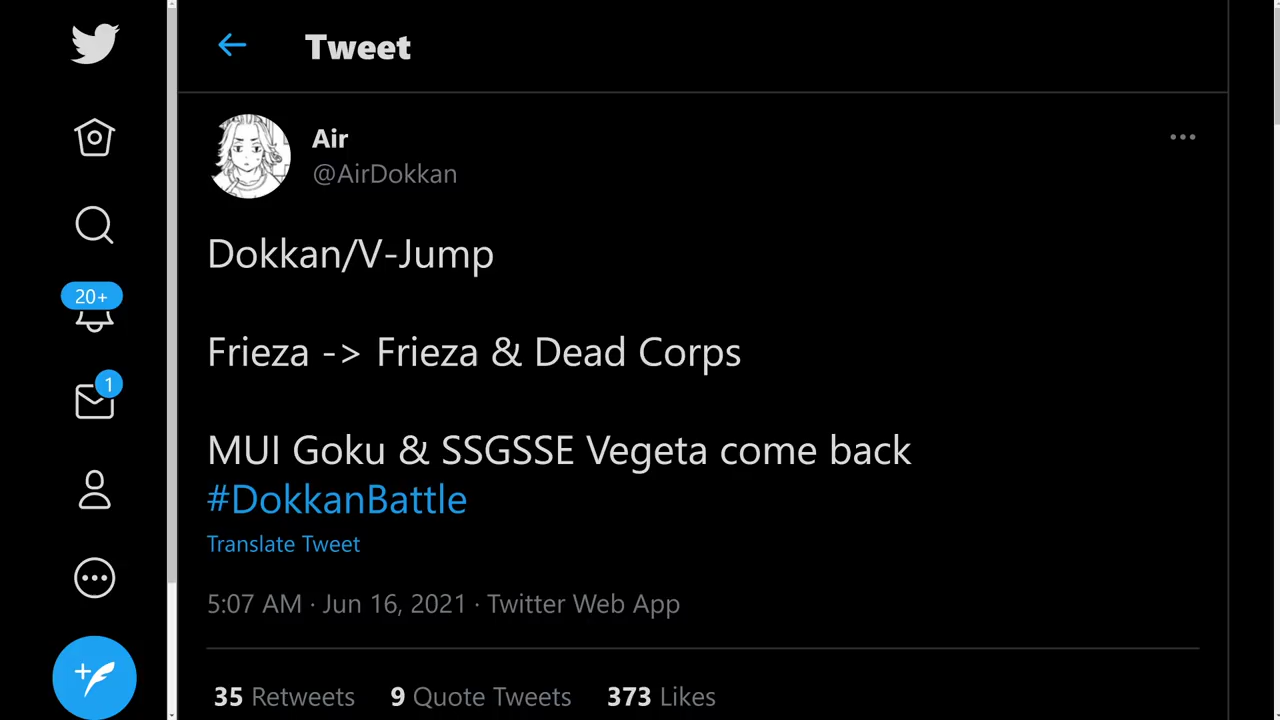 Tweet
Air
@AirDokkan
Dokkan/V-Jump
Frieza -> Frieza & Dead Corps
MUI Goku & SSGSSE Vegeta come back
#DokkanBattle
Translate Tweet
5:07 AM · Jun 16, 2021 · Twitter Web App
35 Retweets 9 Quote Tweets 373 Likes
20+
1